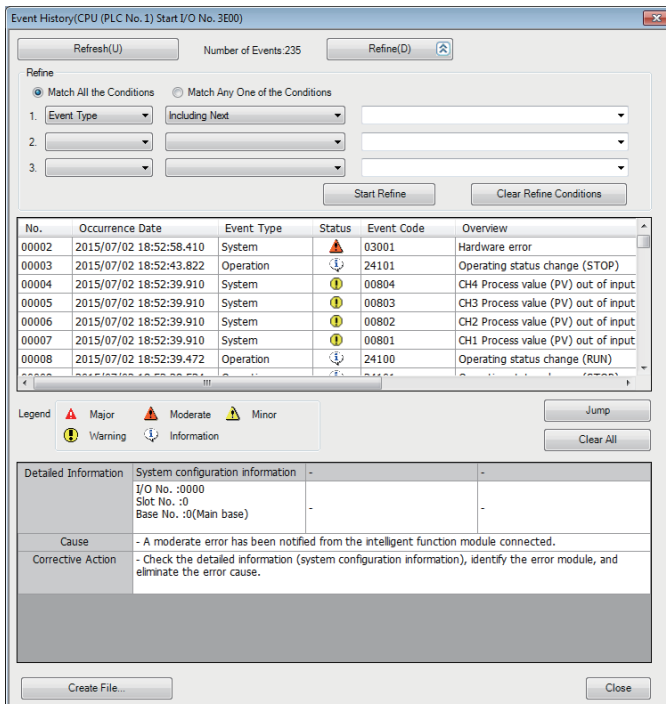 Event History(CPU (PLC No. 1) Start I/O No. 3E00)
Refresh(U) Number of Events:235 Refine(D)
Refine
Match All the Conditions Match Any One of the Conditions
1. Event Type Including Next
2.
3.
Start Refine Clear Refine Conditions
No. Occurrence Date Event Type Status Event Code Overview
00002 2015/07/02 18:52:58.410 System 03001 Hardware error
00003 2015/07/02 18:52:43.822 Operation 24101 Operating status change (STOP)
00004 2015/07/02 18:52:39.910 System 00804 CH4 Process value (PV) out of input
00005 2015/07/02 18:52:39.910 System 00803 CH3 Process value (PV) out of input
00006 2015/07/02 18:52:39.910 System 00802 CH2 Process value (PV) out of input
00007 2015/07/02 18:52:39.910 System 00801 CH1 Process value (PV) out of input
00008 2015/07/02 18:52:39.472 Operation 24100 Operating status change (RUN)
Legend Major Moderate Minor Jump
Warning Information Clear All
Detailed Information System configuration information - -
I/O No. :0000
Slot No. :0
Base No. :0(Main base) - -
Cause - A moderate error has been notified from the intelligent function module connected.
Corrective Action - Check the detailed information (system configuration information), identify the error module, and
eliminate the error cause.
Create File... Close